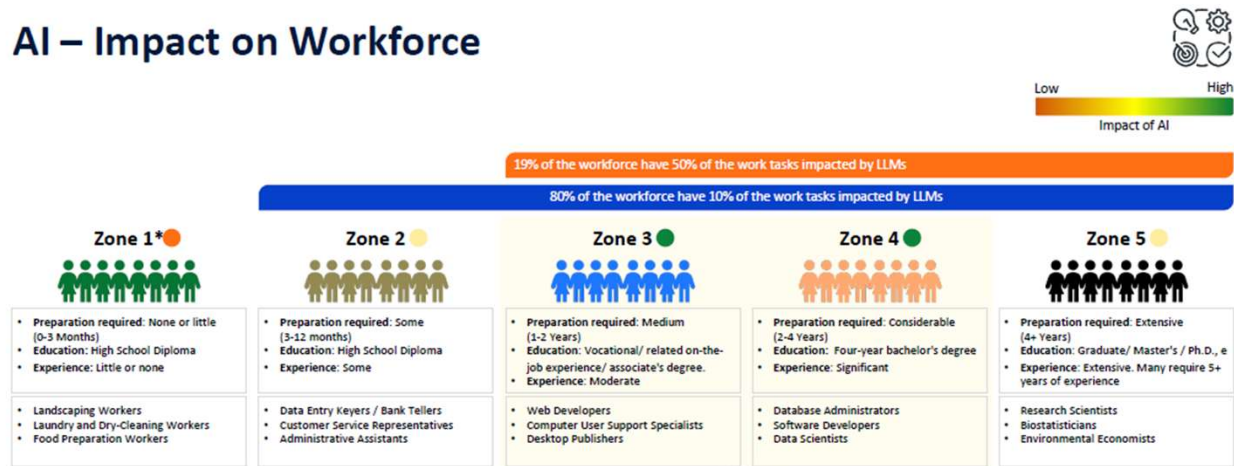 AI – Impact on Workforce
Low High
Impact of AI
19% of the workforce have 50% of the work tasks impacted by LLMs
80% of the workforce have 10% of the work tasks impacted by LLMs
Zone 1*
• Preparation required: None or little
(0-3 Months)
• Education: High School Diploma
• Experience: Little or none
• Landscaping Workers
• Laundry and Dry-Cleaning Workers
• Food Preparation Workers
Zone 2
• Preparation required: Some
(3-12 months)
• Education: High School Diploma
• Experience: Some
• Data Entry Keyers / Bank Tellers
• Customer Service Representatives
• Administrative Assistants
Zone 3
• Preparation required: Medium
(1-2 Years)
• Education: Vocational/ related on-the-
job experience/ associate's degree.
• Experience: Moderate
• Web Developers
• Computer User Support Specialists
• Desktop Publishers
Zone 4
• Preparation required: Considerable
(2-4 Years)
• Education: Four-year bachelor's degree
• Experience: Significant
• Database Administrators
• Software Developers
• Data Scientists
Zone 5
• Preparation required: Extensive
(4+ Years)
• Education: Graduate/ Master's / Ph.D., e
• Experience: Extensive. Many require 5+
years of experience
• Research Scientists
• Biostatisticians
• Environmental Economists